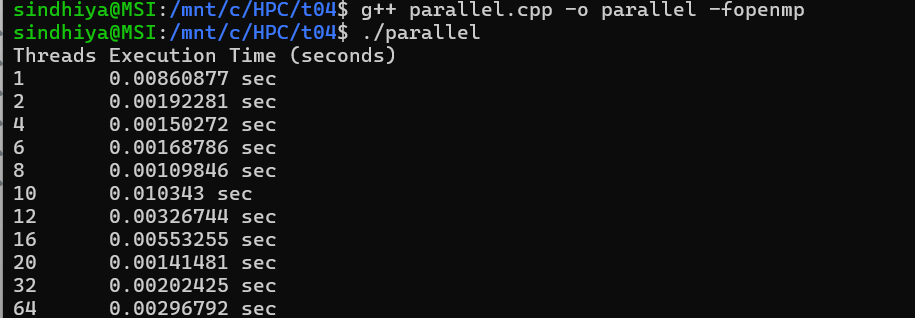 sindhiya@MSI:/mnt/c/HPC/t04$ g++ parallel.cpp -o parallel -fopenmp
sindhiya@MSI:/mnt/c/HPC/t04$ ./parallel
Threads Execution Time (seconds)
1       0.00860877 sec
2       0.00192281 sec
4       0.00150272 sec
6       0.00168786 sec
8       0.00109846 sec
10      0.010343 sec
12      0.00326744 sec
16      0.00553255 sec
20      0.00141481 sec
32      0.00202425 sec
64      0.00296792 sec